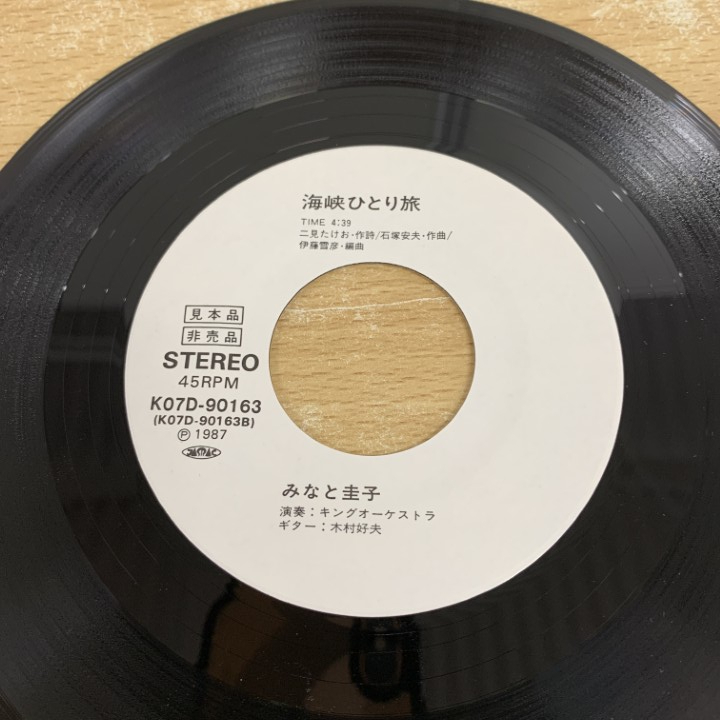 海峡ひとり旅
TIME 4:39
二見たけお・作詩/石塚安夫・作曲/
伊藤雪彦・編曲
見本品
非売品
STEREO
45RPM
K07D-90163
(K07D-90163B)
Ⓟ 1987
みなと圭子
演奏:キングオーケストラ
ギター:木村好夫